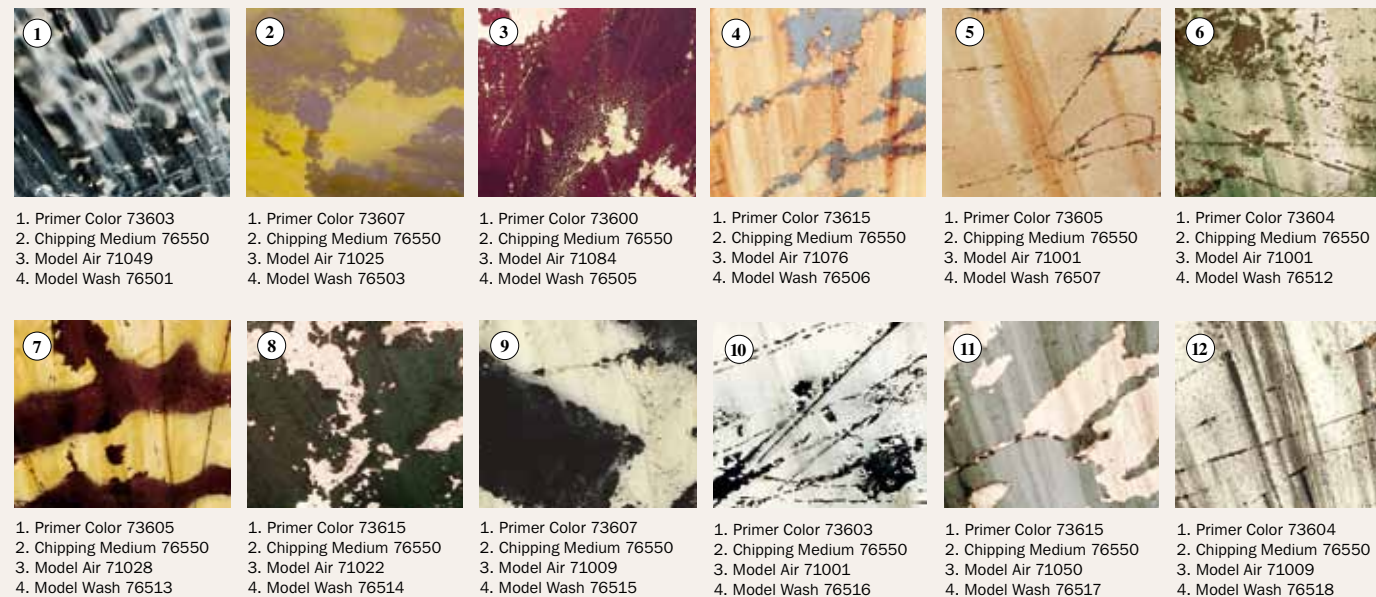 1
1. Primer Color 73603
2. Chipping Medium 76550
3. Model Air 71049
4. Model Wash 76501
2
1. Primer Color 73607
2. Chipping Medium 76550
3. Model Air 71025
4. Model Wash 76503
3
1. Primer Color 73600
2. Chipping Medium 76550
3. Model Air 71084
4. Model Wash 76505
4
1. Primer Color 73615
2. Chipping Medium 76550
3. Model Air 71076
4. Model Wash 76506
5
1. Primer Color 73605
2. Chipping Medium 76550
3. Model Air 71001
4. Model Wash 76507
6
1. Primer Color 73604
2. Chipping Medium 76550
3. Model Air 71001
4. Model Wash 76512
7
1. Primer Color 73605
2. Chipping Medium 76550
3. Model Air 71028
4. Model Wash 76513
8
1. Primer Color 73615
2. Chipping Medium 76550
3. Model Air 71022
4. Model Wash 76514
9
1. Primer Color 73607
2. Chipping Medium 76550
3. Model Air 71009
4. Model Wash 76515
10
1. Primer Color 73603
2. Chipping Medium 76550
3. Model Air 71001
4. Model Wash 76516
11
1. Primer Color 73615
2. Chipping Medium 76550
3. Model Air 71050
4. Model Wash 76517
12
1. Primer Color 73604
2. Chipping Medium 76550
3. Model Air 71009
4. Model Wash 76518